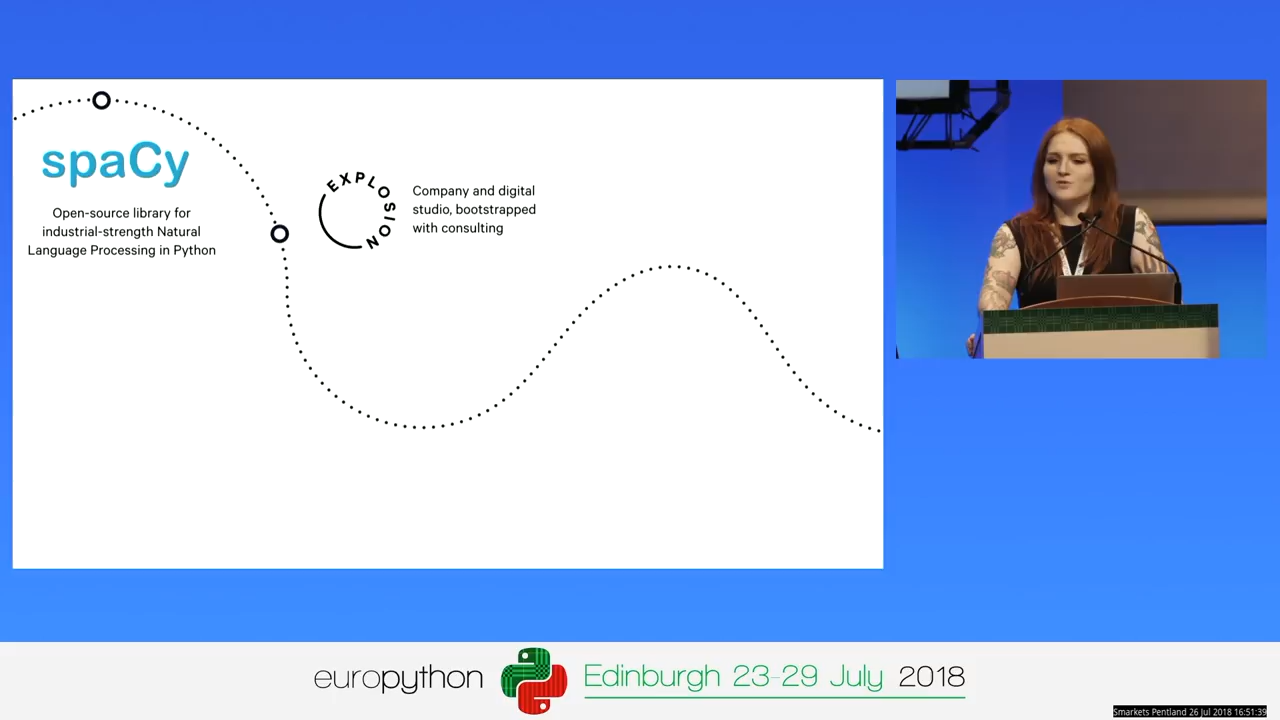 spaCy
Open-source library for
industrial-strength Natural
Language Processing in Python
EXPLOSION
Company and digital
studio, bootstrapped
with consulting
europython
Edinburgh 23-29 July 2018
Smarkets Pentland 26 Jul 2018 16:51:39